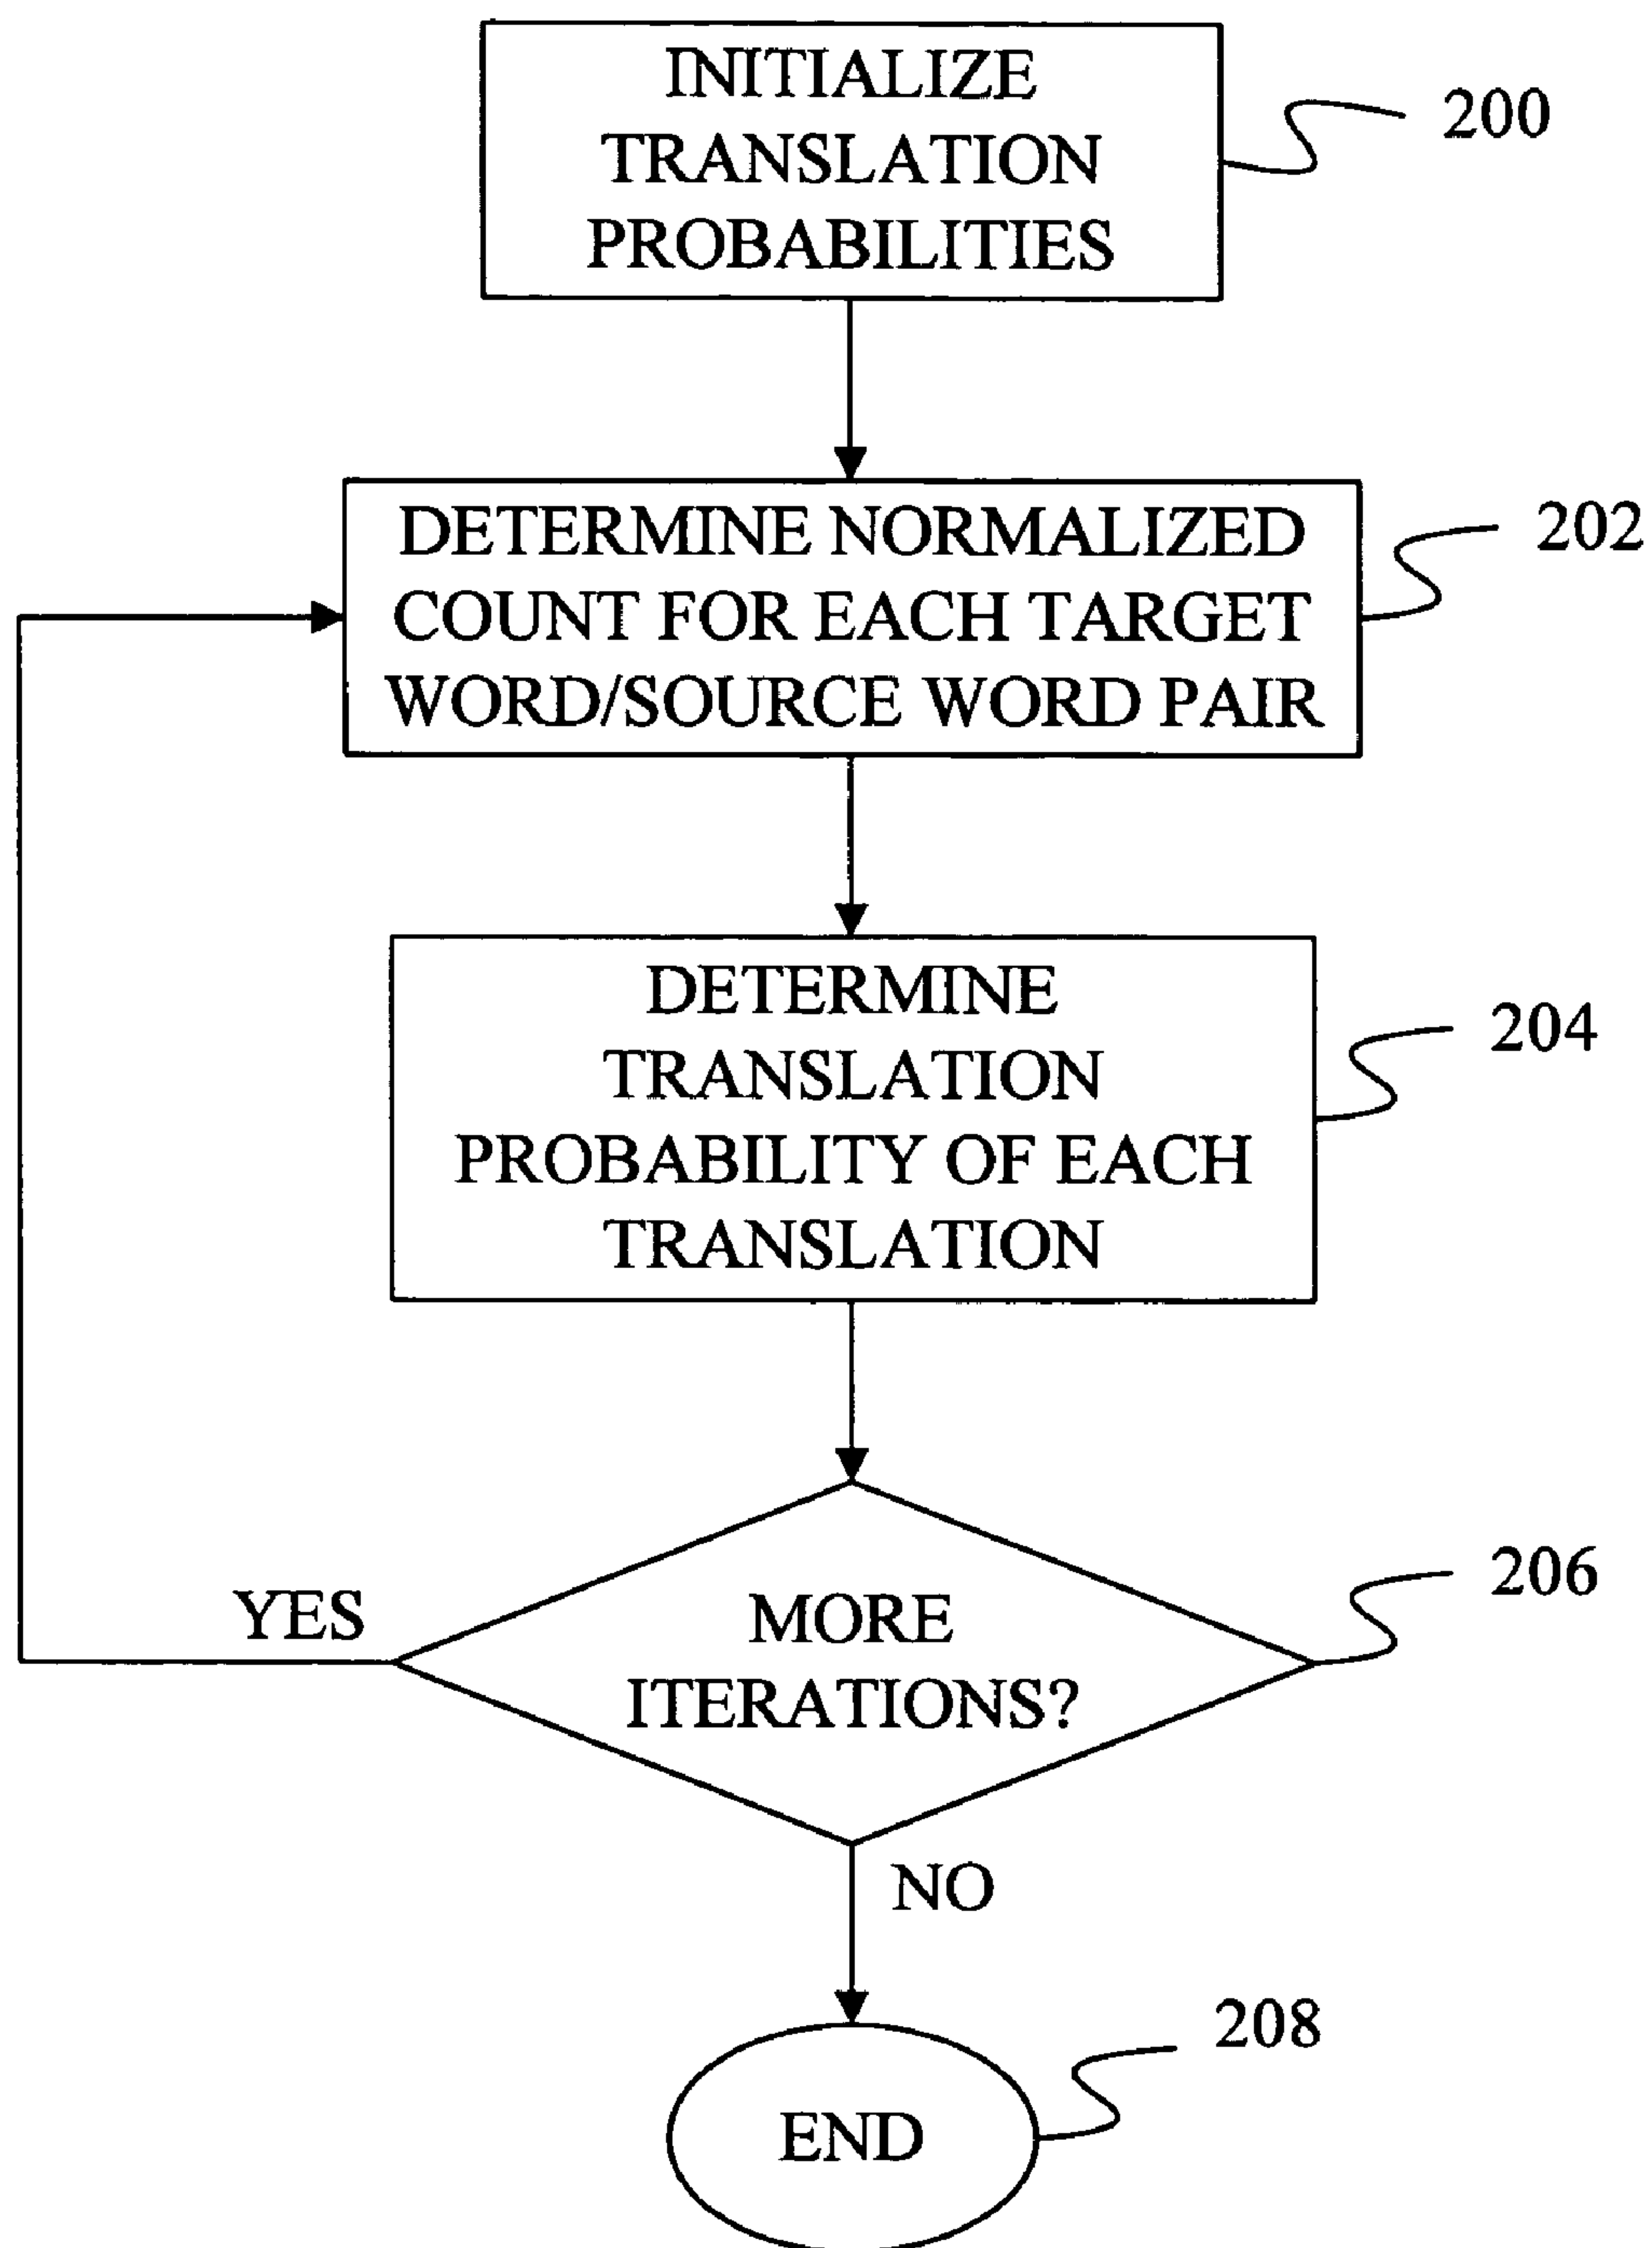 INITIALIZE
TRANSLATION
PROBABILITIES
200
DETERMINE NORMALIZED
COUNT FOR EACH TARGET
WORD/SOURCE WORD PAIR
202
DETERMINE
TRANSLATION
PROBABILITY OF EACH
TRANSLATION
204
MORE
ITERATIONS?
206
YES
NO
END
208